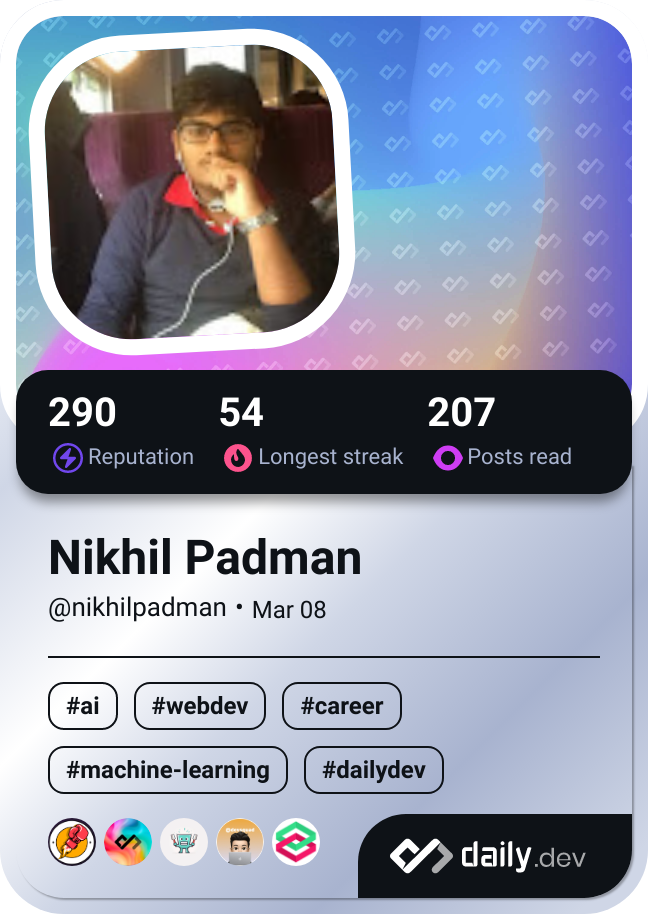 290 54 207
Reputation Longest streak Posts read
Nikhil Padman
@nikhilpadman • Mar 08
#ai #webdev #career
#machine-learning #dailydev
daily.dev